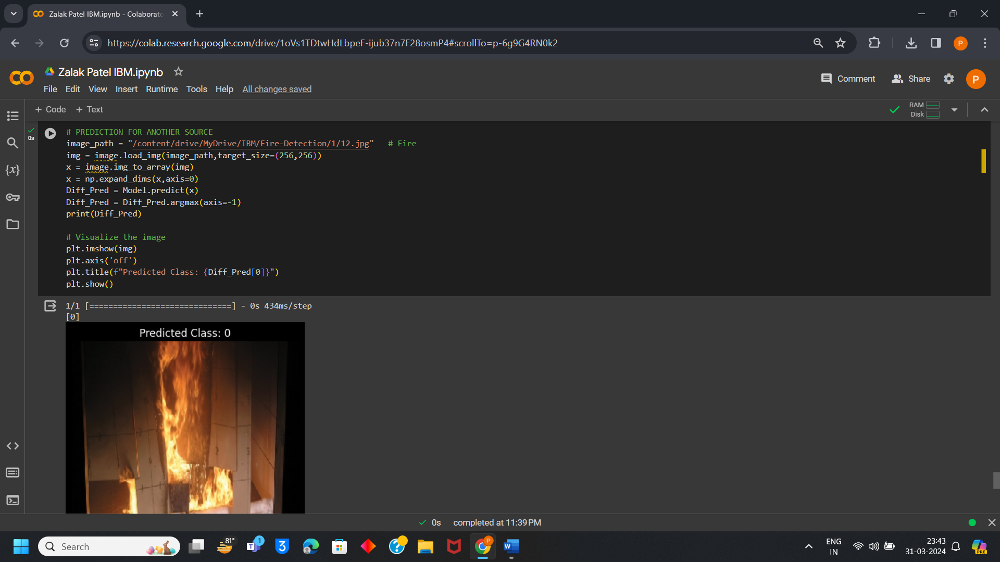 Zalak Patel IBM.ipynb - Colaborato
https://colab.research.google.com/drive/1oVs1TDtwHdLbpeF-ijub37n7F28osmP4#scrollTo=p-6g9G4RN0k2
P
Zalak Patel IBM.ipynb
File Edit View Insert Runtime Tools Help All changes saved
Comment Share P
+ Code + Text
RAM
Disk
{x}
0s
# PREDICTION FOR ANOTHER SOURCE
image_path = "/content/drive/MyDrive/IBM/Fire-Detection/1/12.jpg"   # Fire
img = image.load_img(image_path,target_size=(256,256))
x = image.img_to_array(img)
x = np.expand_dims(x,axis=0)
Diff_Pred = Model.predict(x)
Diff_Pred = Diff_Pred.argmax(axis=-1)
print(Diff_Pred)
# Visualize the image
plt.imshow(img)
plt.axis('off')
plt.title(f"Predicted Class: {Diff_Pred[0]}")
plt.show()
1/1 [==============================] - 0s 434ms/step
[0]
Predicted Class: 0
0s completed at 11:39 PM
Search
81°
1
T
3
?
P
W
ENG
IN
23:43
31-03-2024
PRE